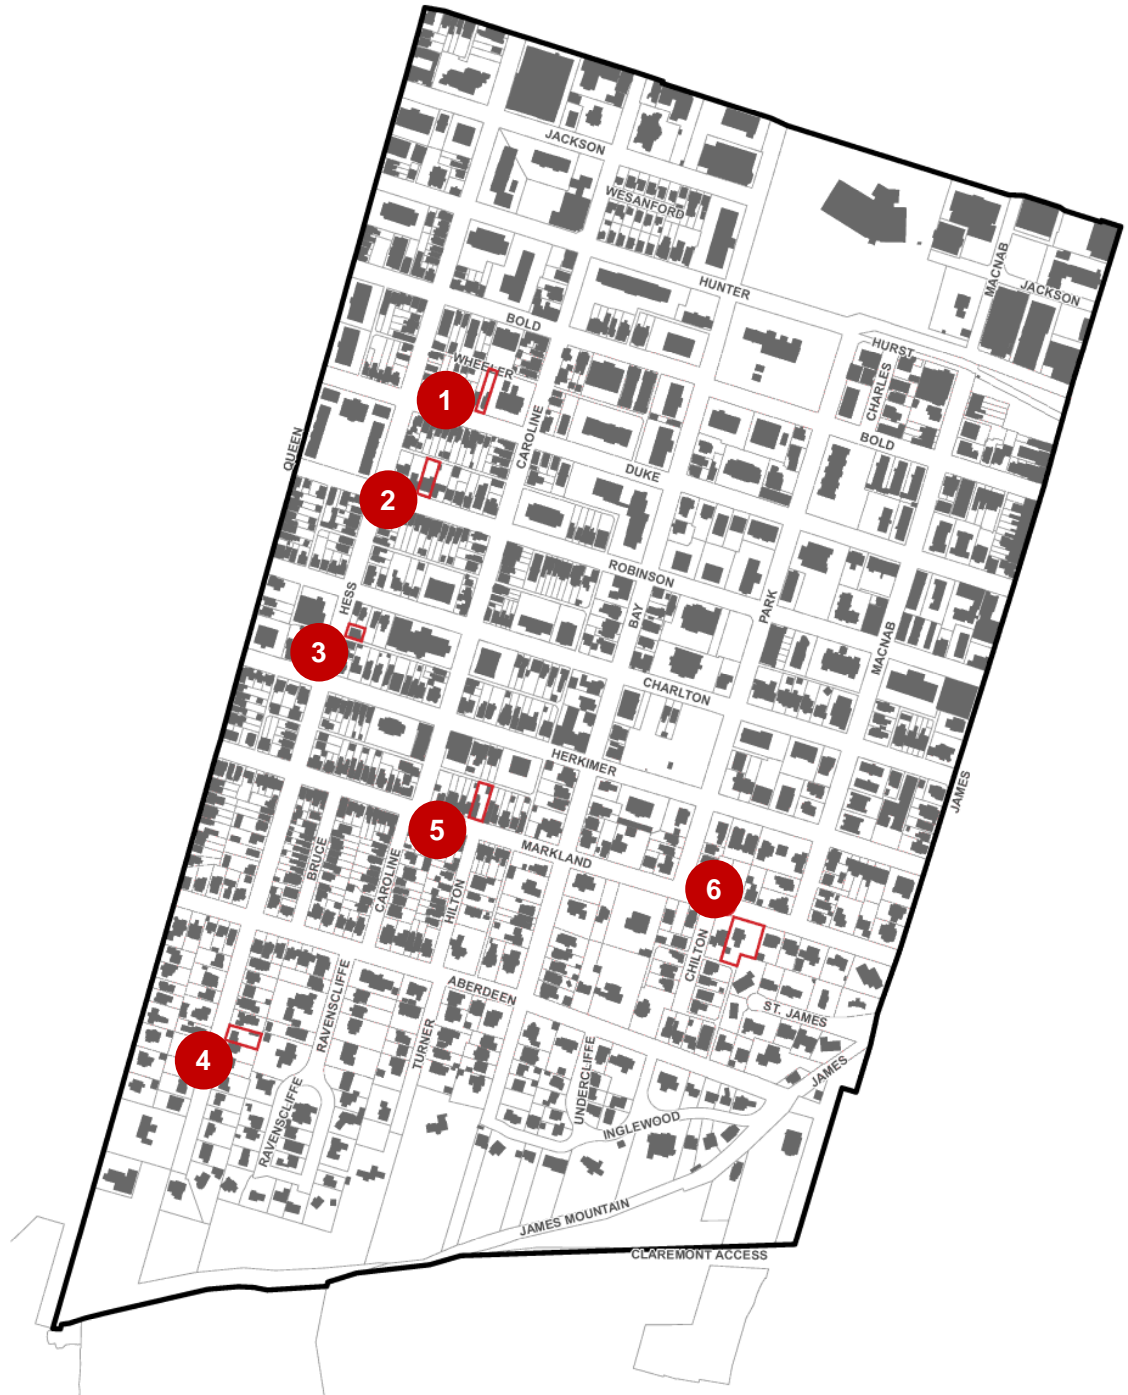 JACKSON
WESANFORD
HUNTER
MACNAB
JACKSON
BOLD
HURST
WHEELER
CHARLES
1
CAROLINE
BOLD
QUEEN
DUKE
2
ROBINSON
HESS
BAY
PARK
MACNAB
3
CHARLTON
HERKIMER
JAMES
5
MARKLAND
BRUCE
CAROLINE
HILTON
6
CHILTON
ABERDEEN
RAVENSCLIFFE
ST. JAMES
TURNER
4
UNDERCLIFFE
JAMES
RAVENSCLIFFE
INGLEWOOD
JAMES MOUNTAIN
CLAREMONT ACCESS